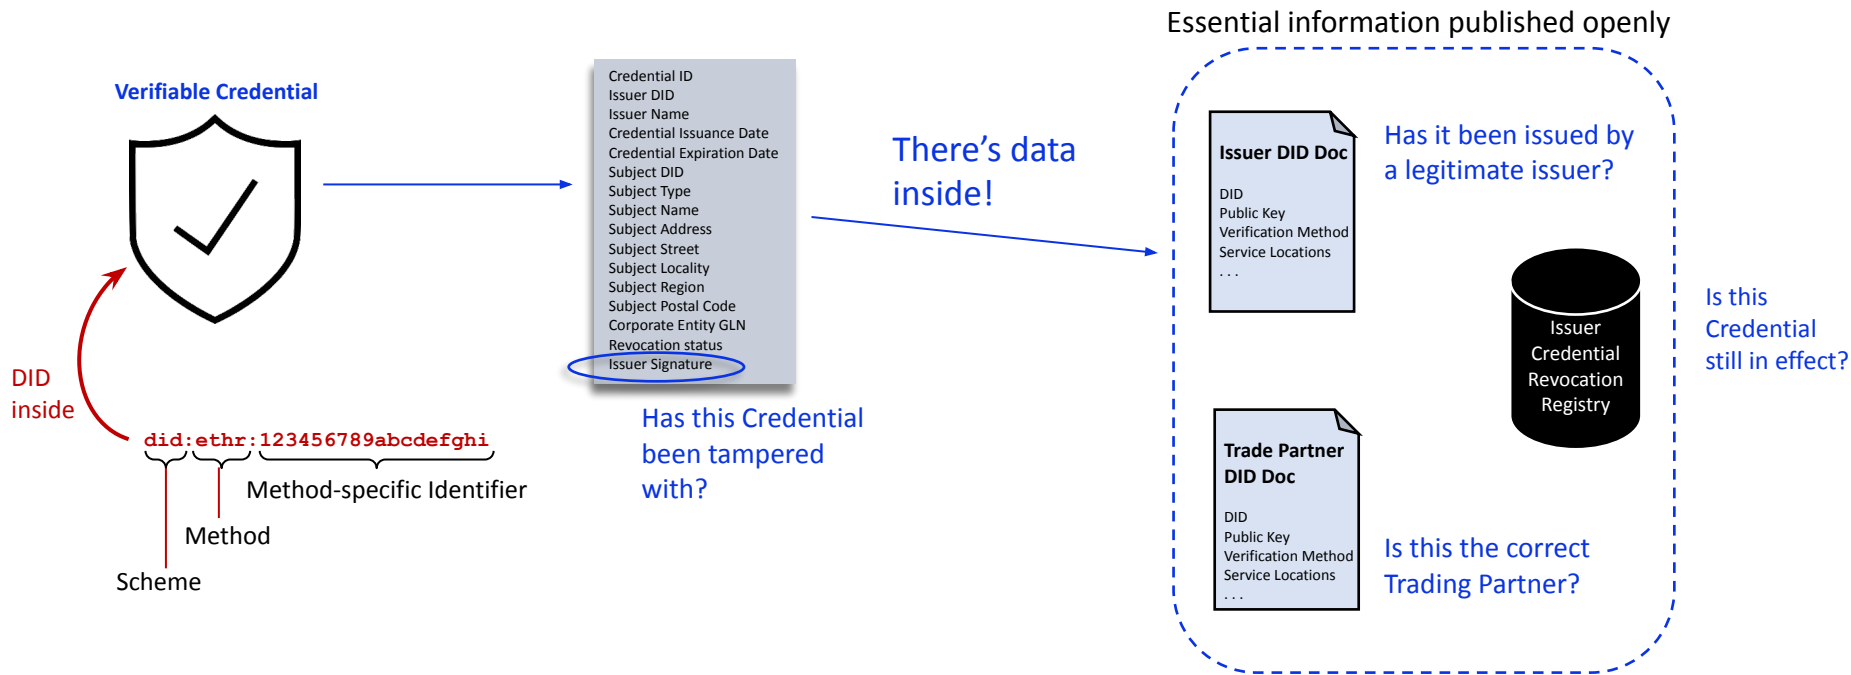 Essential information published openly
Verifiable Credential
Credential ID
Issuer DID
Issuer Name
Credential Issuance Date
Credential Expiration Date
Subject DID
Subject Type
Subject Name
Subject Address
Subject Street
Subject Locality
Subject Region
Subject Postal Code
Corporate Entity GLN
Revocation status
Issuer Signature
Has this Credential
been tampered
with?
There’s data
inside!
DID
inside
did:ethr:123456789abcdefghi
Method-specific Identifier
Method
Scheme
Issuer DID Doc
DID
Public Key
Verification Method
Service Locations
. . .
Has it been issued by
a legitimate issuer?
Issuer
Credential
Revocation
Registry
Is this
Credential
still in effect?
Trade Partner
DID Doc
DID
Public Key
Verification Method
Service Locations
. . .
Is this the correct
Trading Partner?